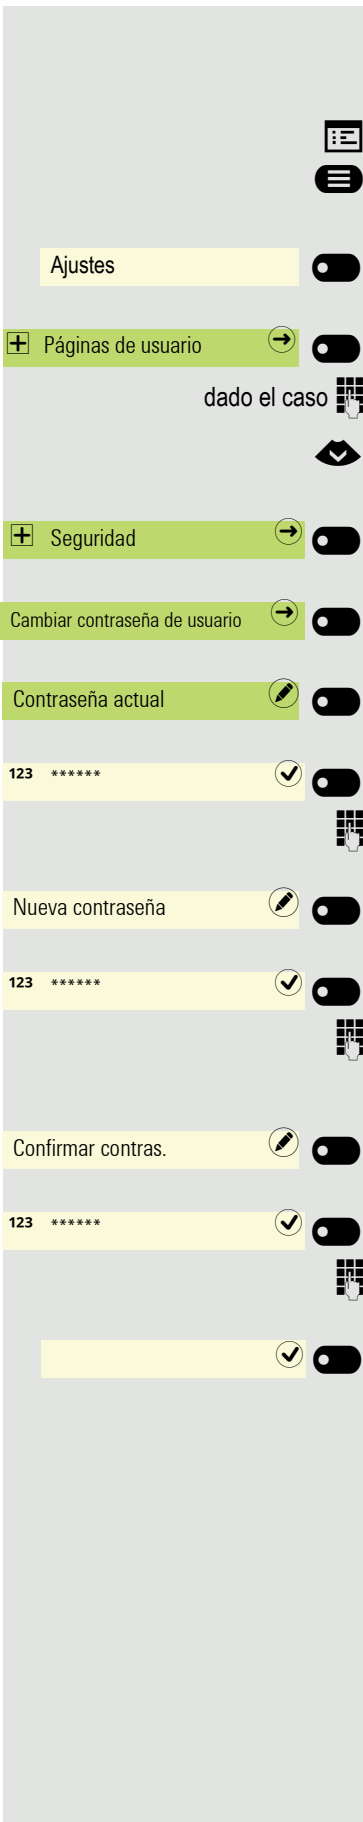 Ajustes
Páginas de usuario
dado el caso
Seguridad
Cambiar contraseña de usuario
Contraseña actual
123 ******
Nueva contraseña
123 ******
Confirmar contras.
123 ******